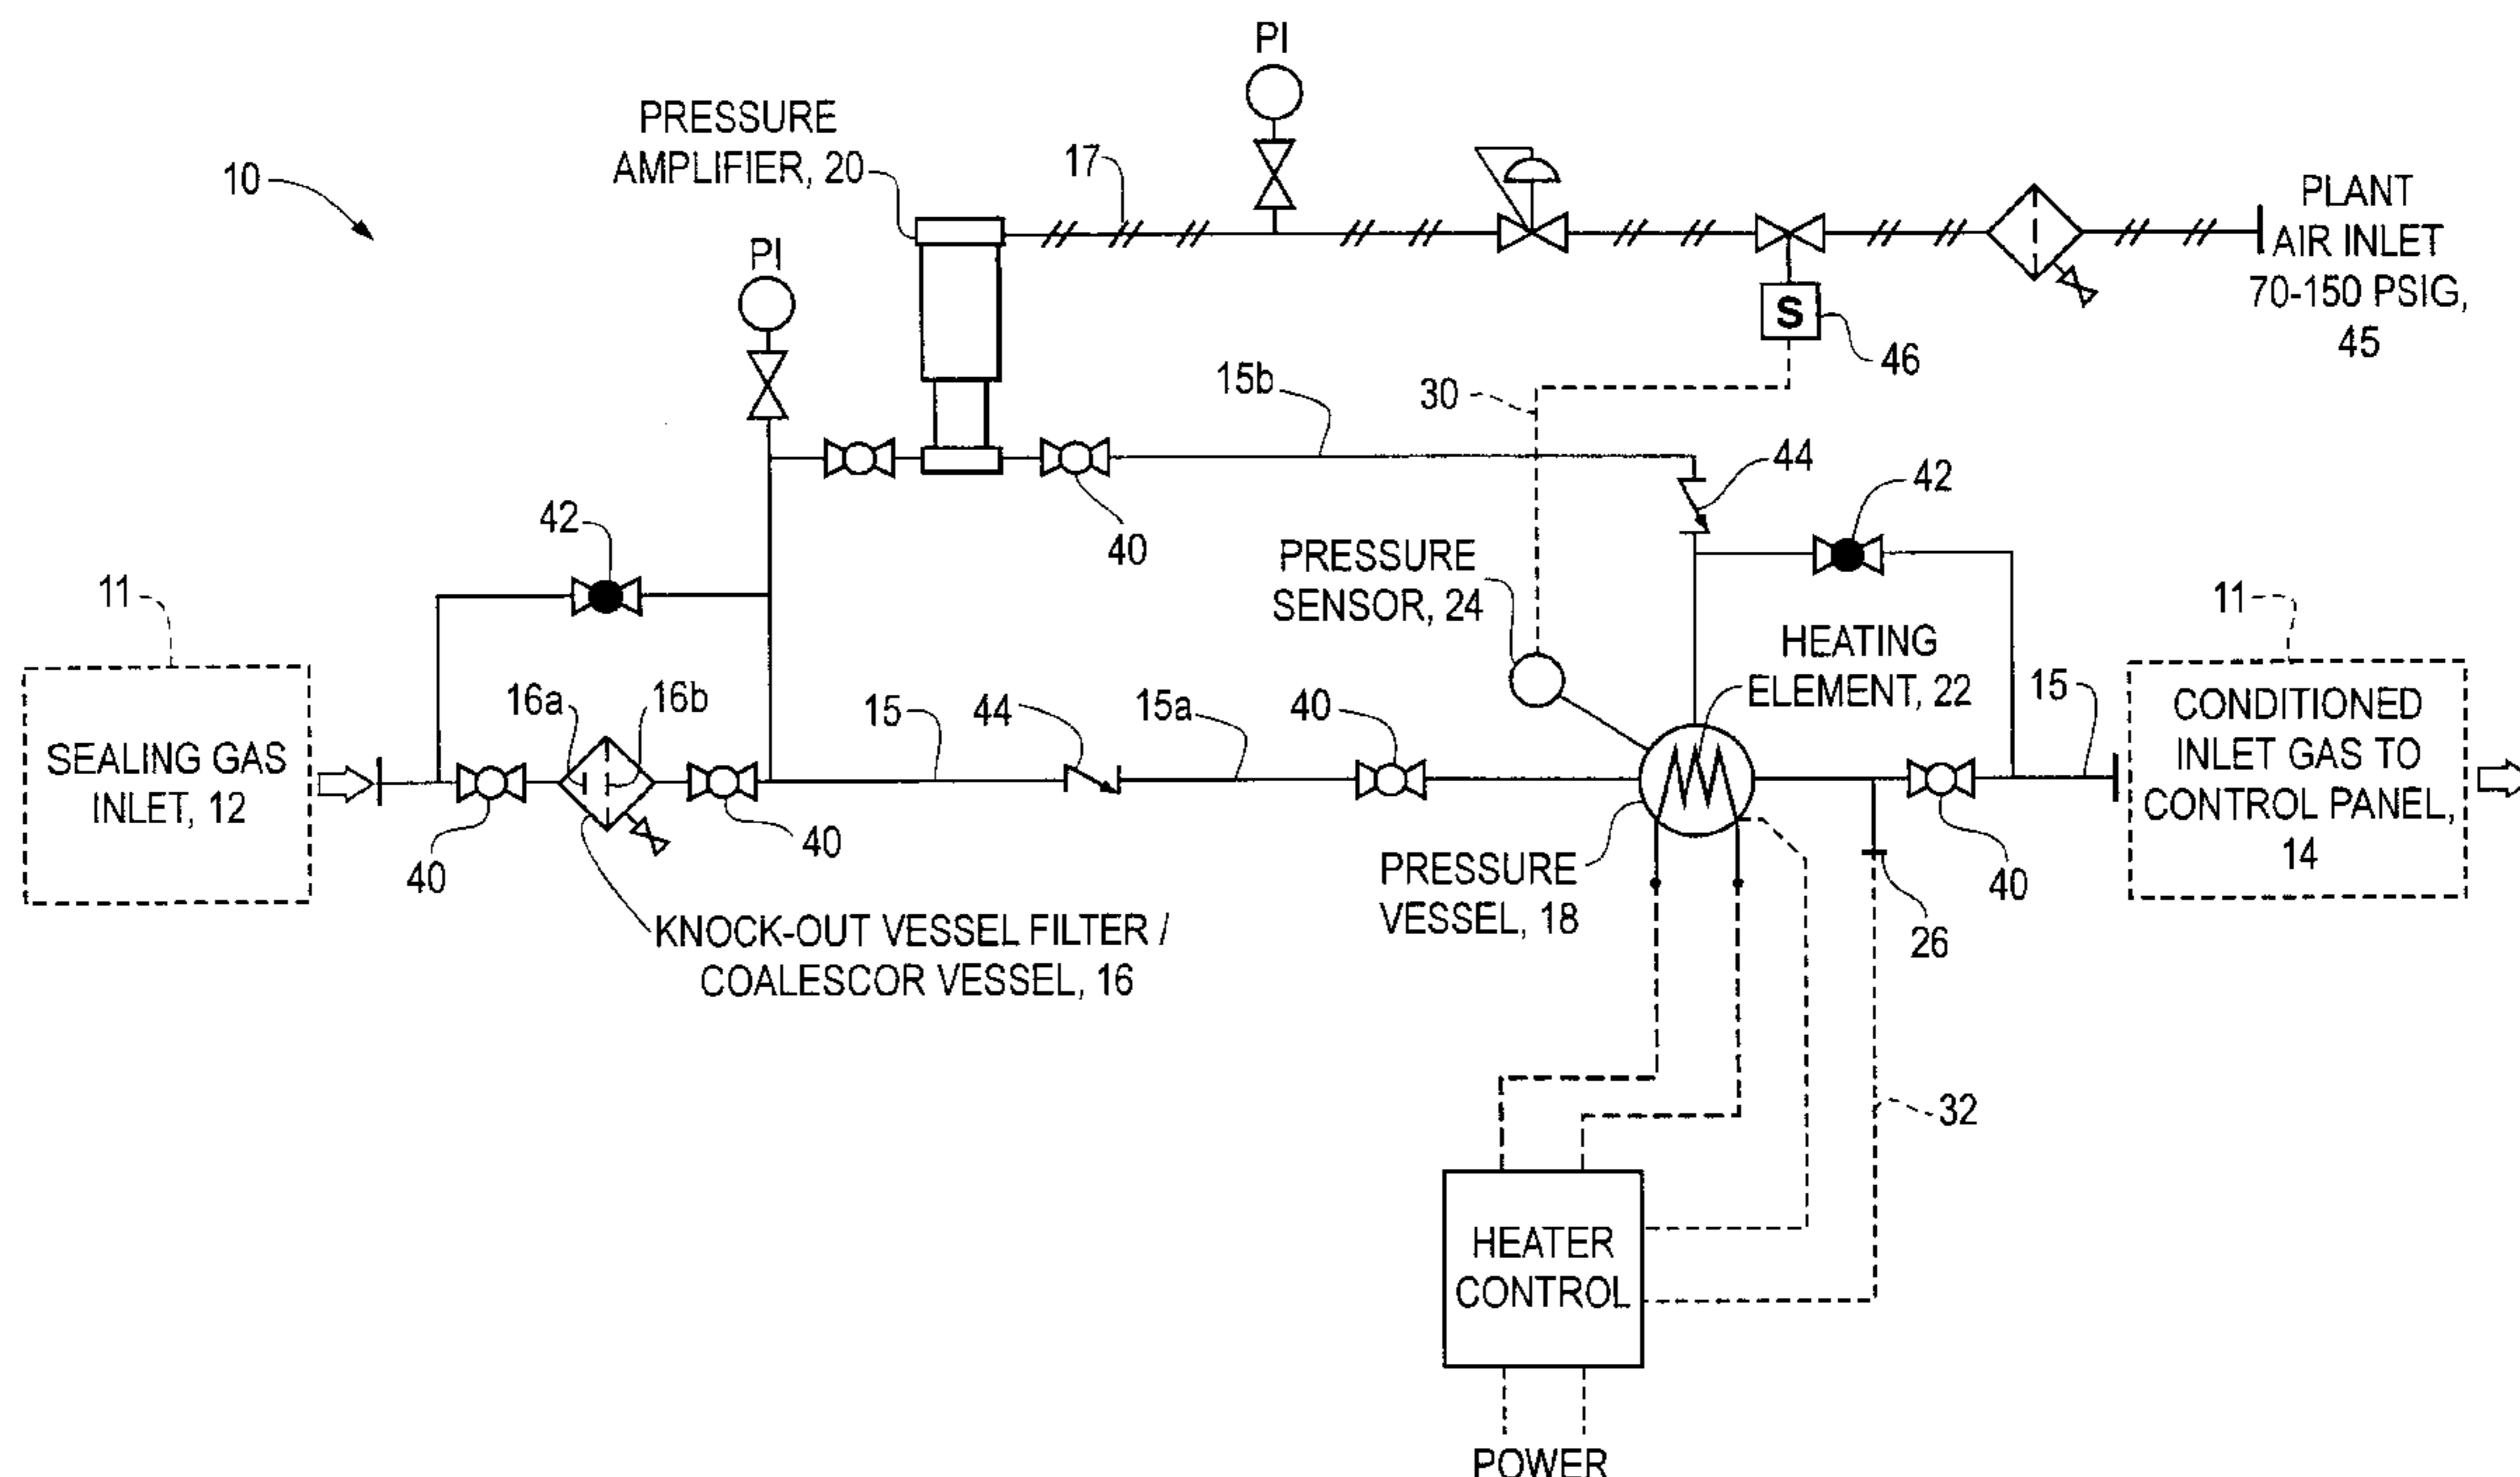 PI
PRESSURE
AMPLIFIER, 20
17
10
PLANT
AIR INLET
70-150 PSIG,
45
PI
S
46
15b
30
44
42
42
40
PRESSURE
SENSOR, 24
11
11
HEATING
ELEMENT, 22
16a
16b
15
44
15a
40
15
SEALING GAS
INLET, 12
CONDITIONED
INLET GAS TO
CONTROL PANEL,
14
40
40
PRESSURE
VESSEL, 18
40
26
KNOCK-OUT VESSEL FILTER /
COALESCOR VESSEL, 16
32
HEATER
CONTROL
POWER